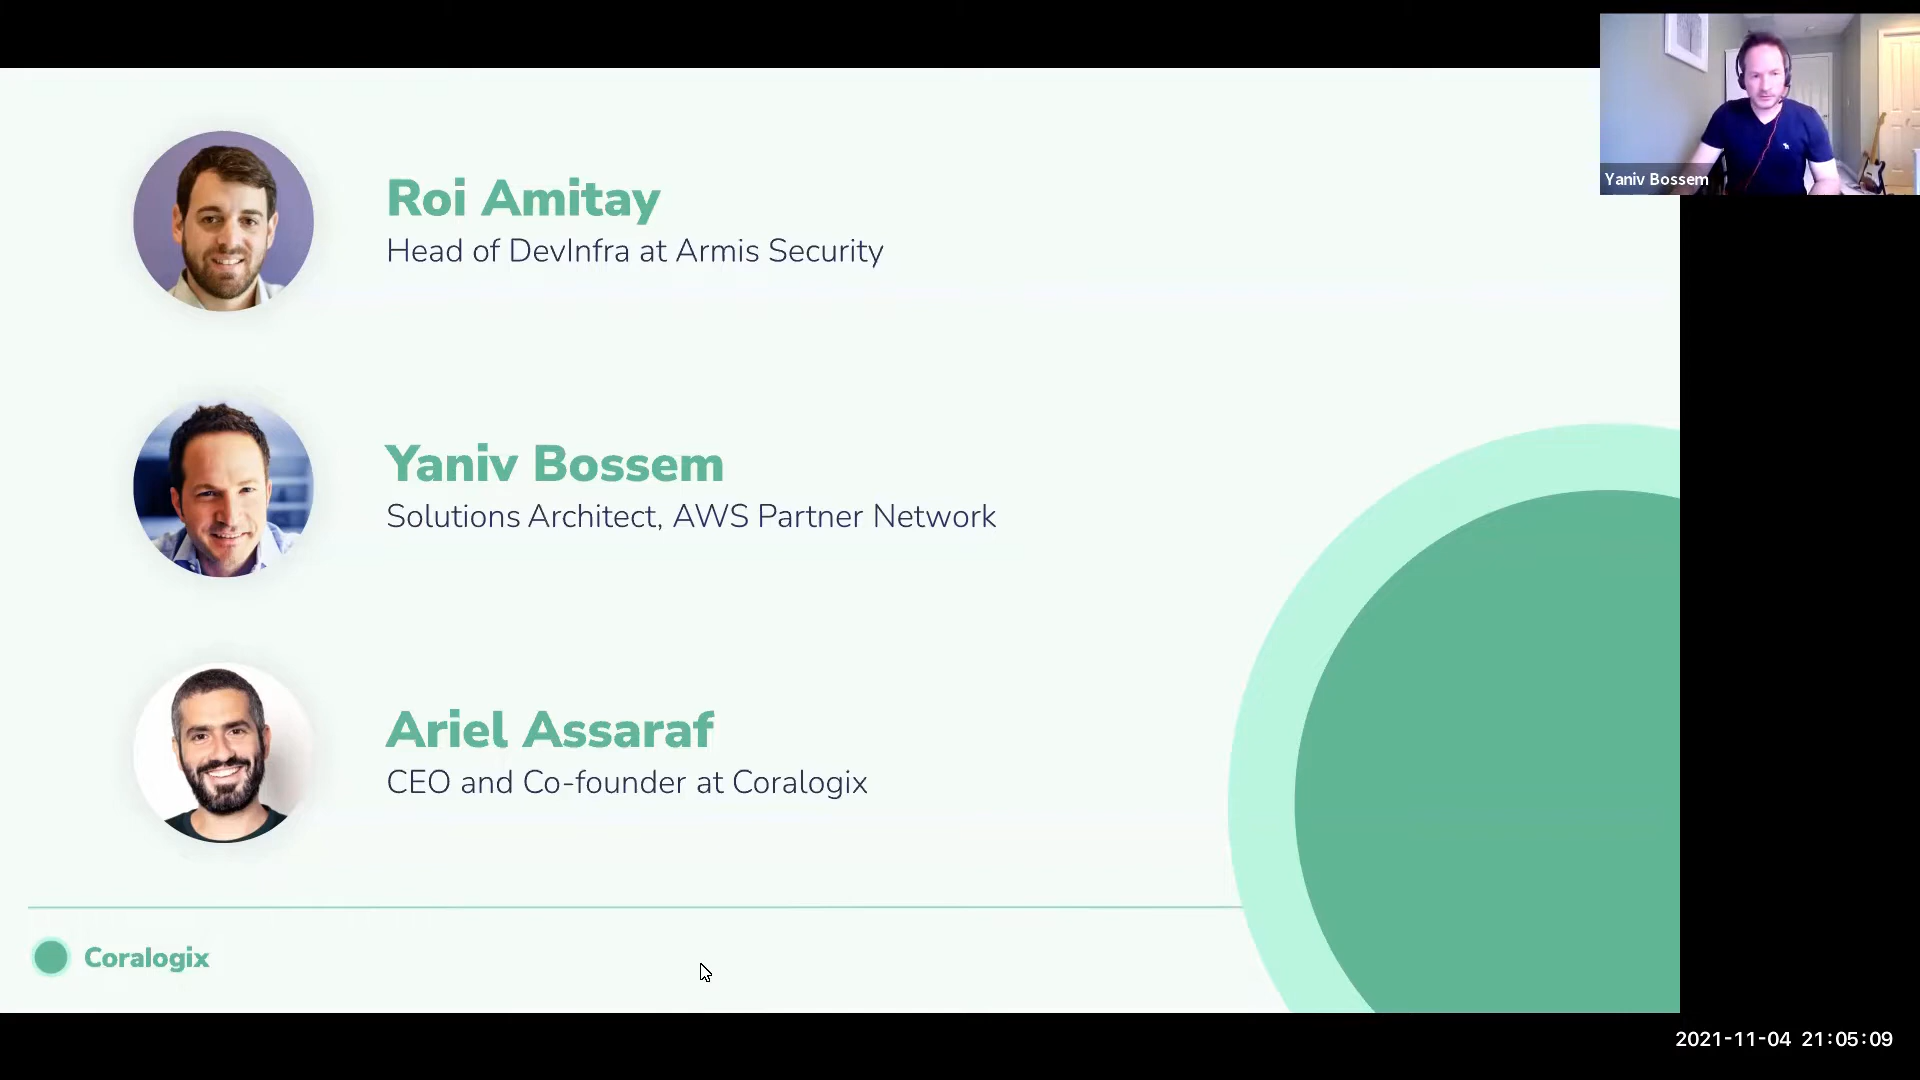 Yaniv Bossem
Roi Amitay
Head of DevInfra at Armis Security
Yaniv Bossem
Solutions Architect, AWS Partner Network
Ariel Assaraf
CEO and Co-founder at Coralogix
Coralogix
2021-11-04 21:05:09